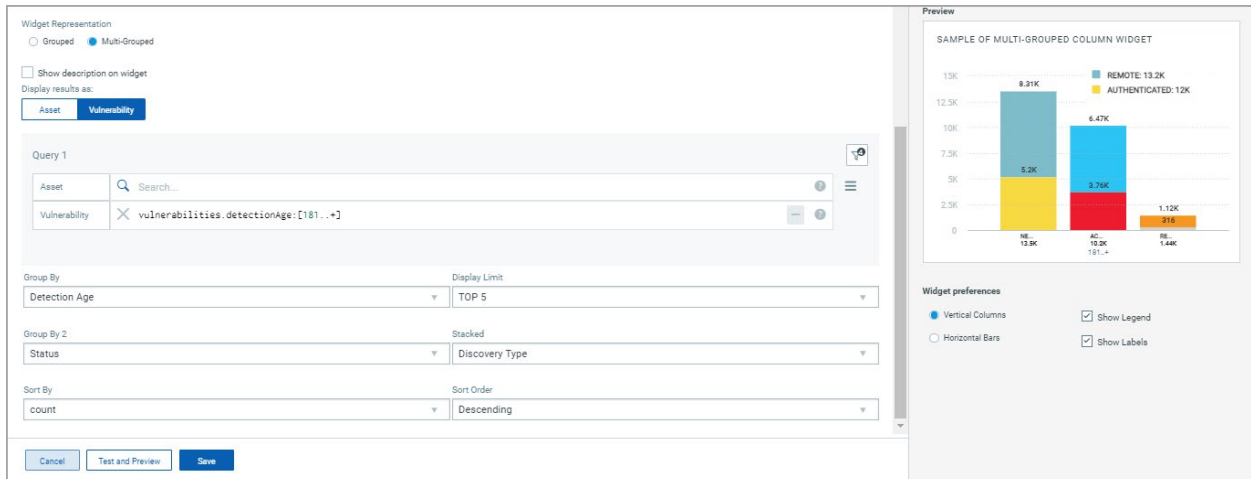 Widget Representation
Grouped Multi-Grouped
Show description on widget
Display results as:
Asset Vulnerability
Query 1
4
Asset Search...
Vulnerability vulnerabilities.detectionAge:[181..+]
Group By Display Limit
Detection Age TOP 5
Group By 2 Stacked
Status Discovery Type
Sort By Sort Order
count Descending
Cancel Test and Preview Save
Preview
SAMPLE OF MULTI-GROUPED COLUMN WIDGET
REMOTE: 13.2K
AUTHENTICATED: 12K
15K
12.5K
10K
7.5K
5K
2.5K
0
8.31K
5.2K
6.47K
3.76K
1.12K
316
NE... AC... RE...
13.5K 10.2K 1.44K
181..+
Widget preferences
Vertical Columns Show Legend
Horizontal Bars Show Labels